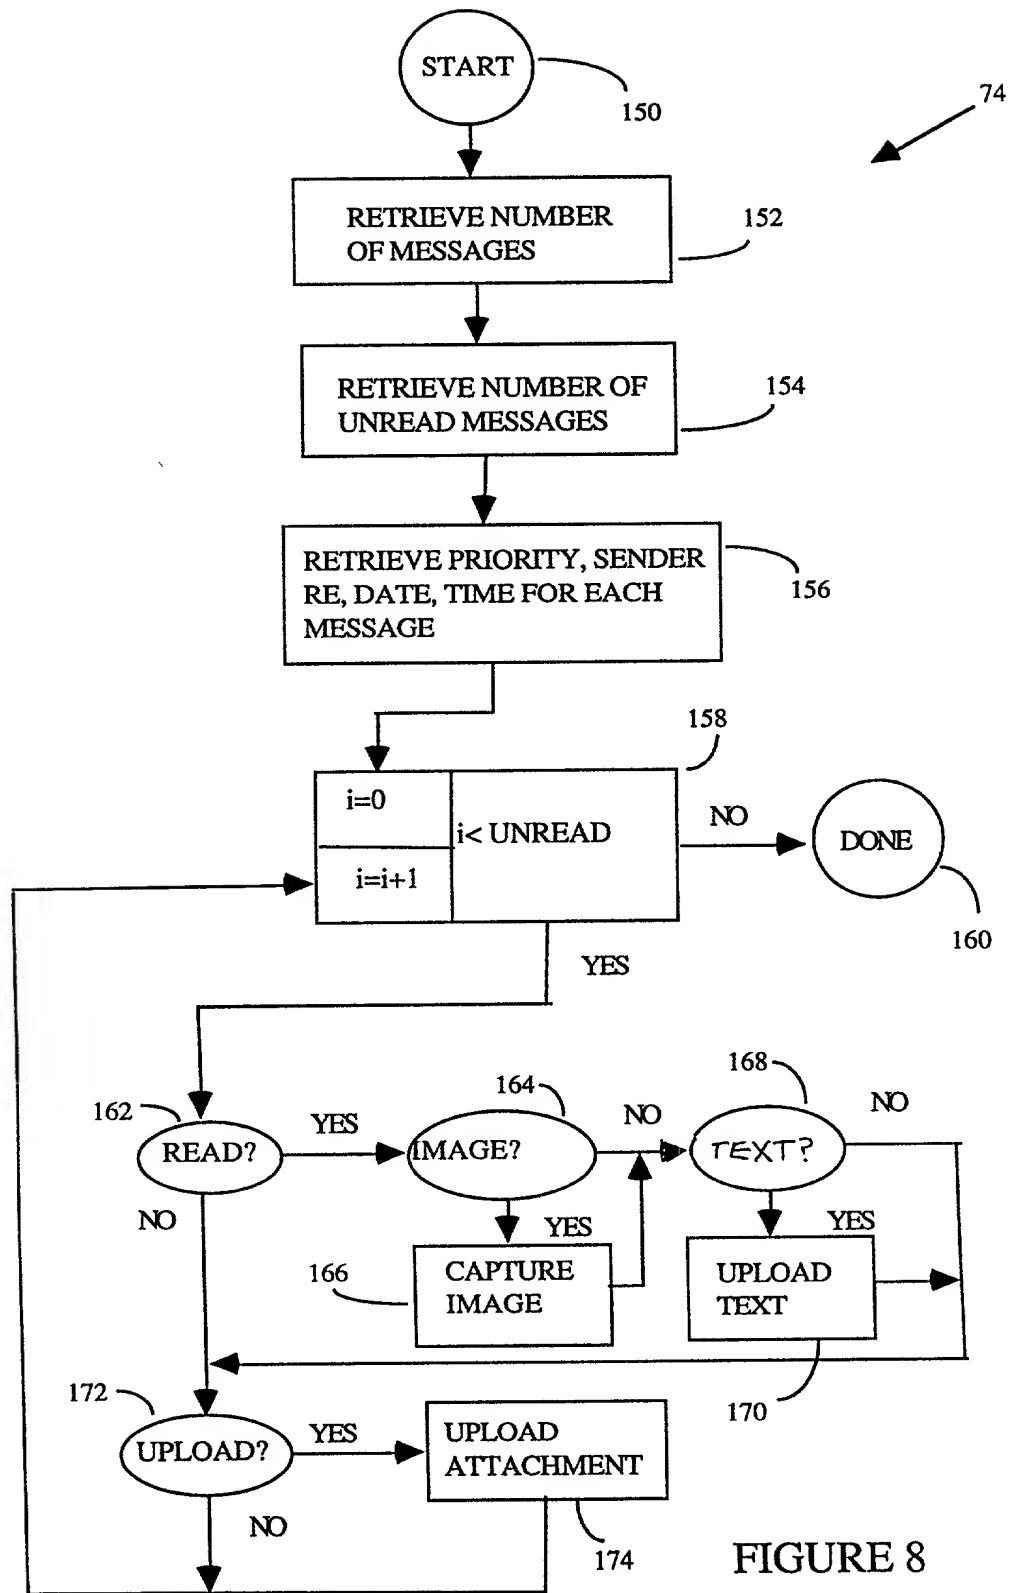 START
150
74
RETRIEVE NUMBER
OF MESSAGES
152
RETRIEVE NUMBER OF
UNREAD MESSAGES
154
RETRIEVE PRIORITY, SENDER
RE, DATE, TIME FOR EACH
MESSAGE
156
158
i=0
i< UNREAD
i=i+1
NO
DONE
160
YES
162
READ?
YES
164
IMAGE?
NO
168
TEXT?
NO
NO
YES
YES
166
CAPTURE
IMAGE
UPLOAD
TEXT
170
172
UPLOAD?
YES
UPLOAD
ATTACHMENT
NO
174
FIGURE 8